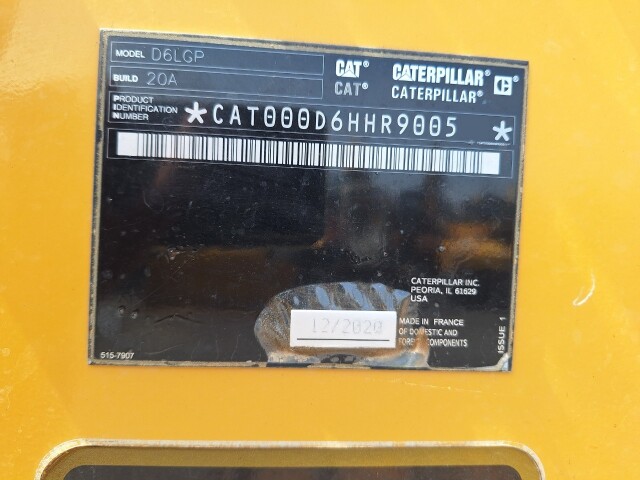 MODEL D6LGP
BUILD 20A
CAT CATERPILLAR®
CAT® CATERPILLAR®
PRODUCT
IDENTIFICATION
NUMBER
*CAT000D6HHR9005*
CATERPILLAR INC.
PEORIA, IL 61629
USA
12/2020
MADE IN FRANCE
OF DOMESTIC AND
COMPONENTS
515-7907
ISSUE 1